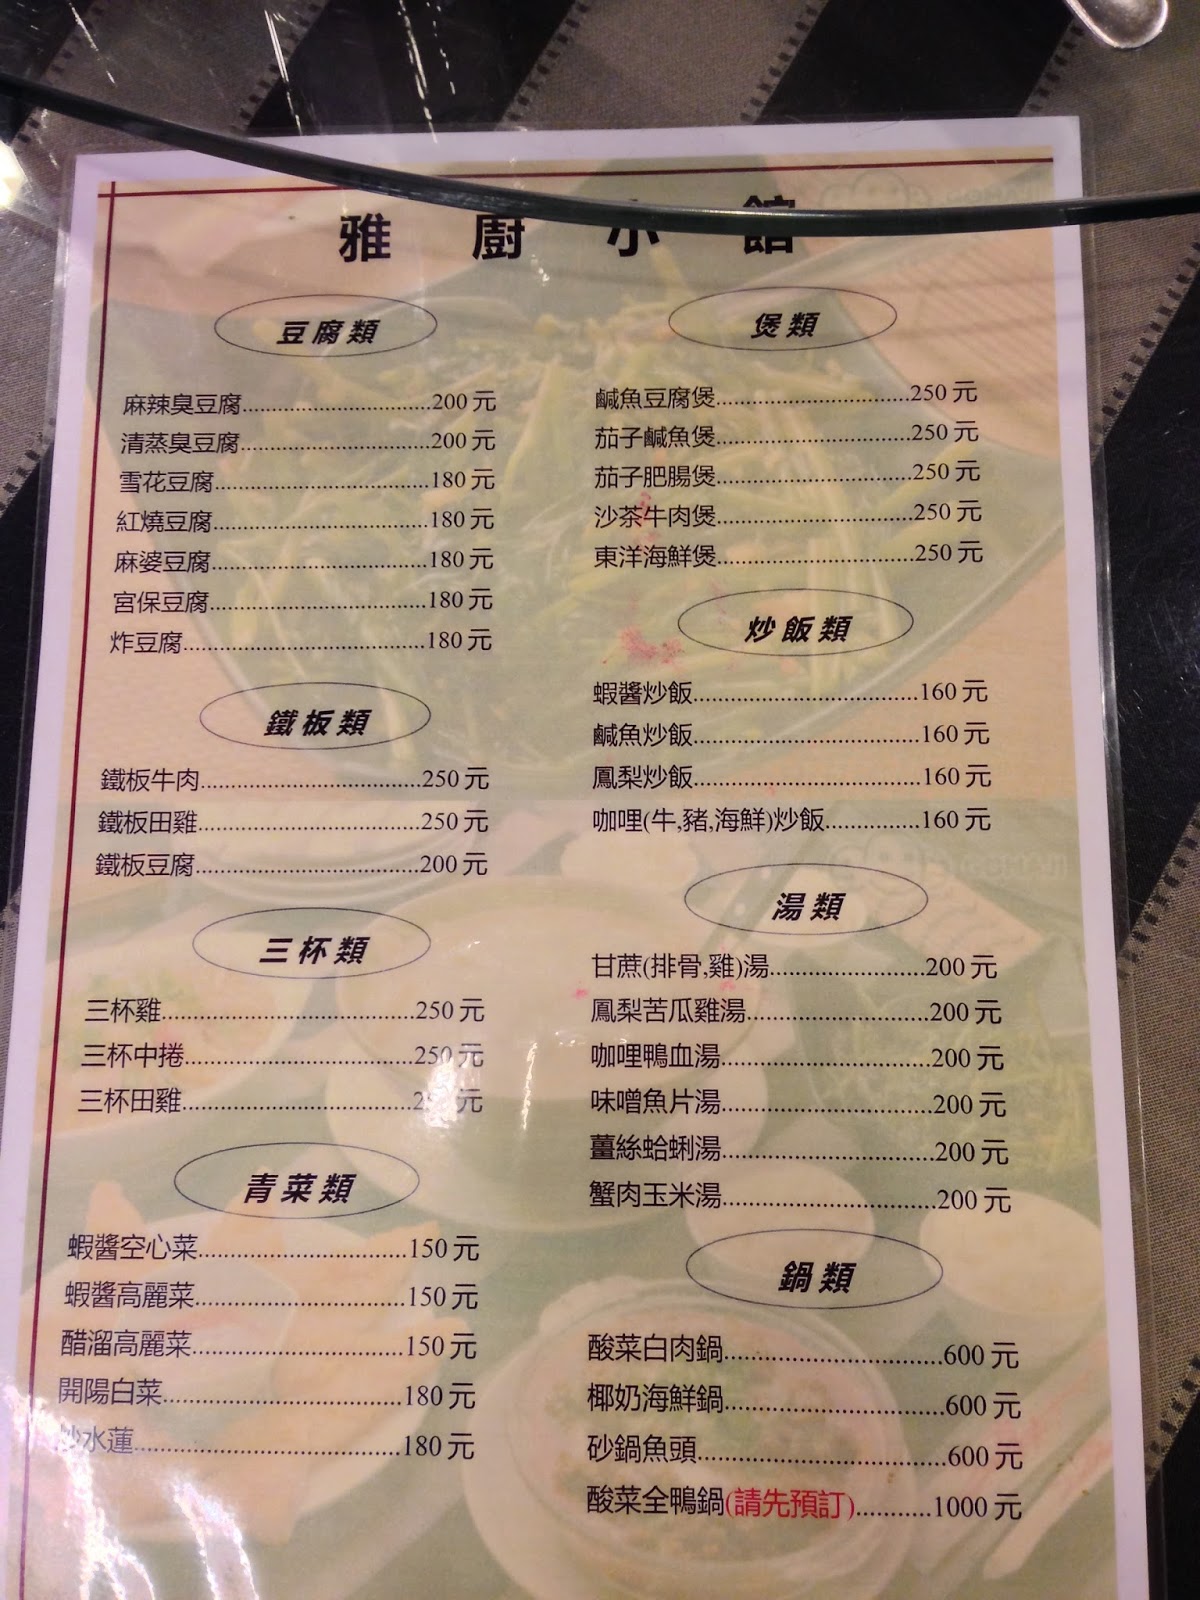 雅廚小館
豆腐類
麻辣臭豆腐..............................200元
清蒸臭豆腐..............................200元
雪花豆腐..................................180元
紅燒豆腐..................................180元
麻婆豆腐..................................180元
宮保豆腐..................................180元
炸豆腐......................................180元
鐵板類
鐵板牛肉..................................250元
鐵板田雞..................................250元
鐵板豆腐..................................200元
三杯類
三杯雞......................................250元
三杯中捲..................................250元
三杯田雞..................................元
青菜類
蝦醬空心菜..............................150元
蝦醬高麗菜..............................150元
醋溜高麗菜..............................150元
開陽白菜..................................180元
炒水蓮......................................180元
煲類
鹹魚豆腐煲..............................250元
茄子鹹魚煲..............................250元
茄子肥腸煲..............................250元
沙茶牛肉煲..............................250元
東洋海鮮煲..............................250元
炒飯類
蝦醬炒飯..................................160元
鹹魚炒飯..................................160元
鳳梨炒飯..................................160元
咖哩(牛,豬,海鮮)炒飯..............160元
湯類
甘蔗(排骨,雞)湯.......................200元
鳳梨苦瓜雞湯...........................200元
咖哩鴨血湯...............................200元
味噌魚片湯...............................200元
薑絲蛤蜊湯...............................200元
蟹肉玉米湯...............................200元
鍋類
酸菜白肉鍋...............................600元
椰奶海鮮鍋...............................600元
砂鍋魚頭...................................600元
酸菜全鴨鍋(請先預訂)............1000元